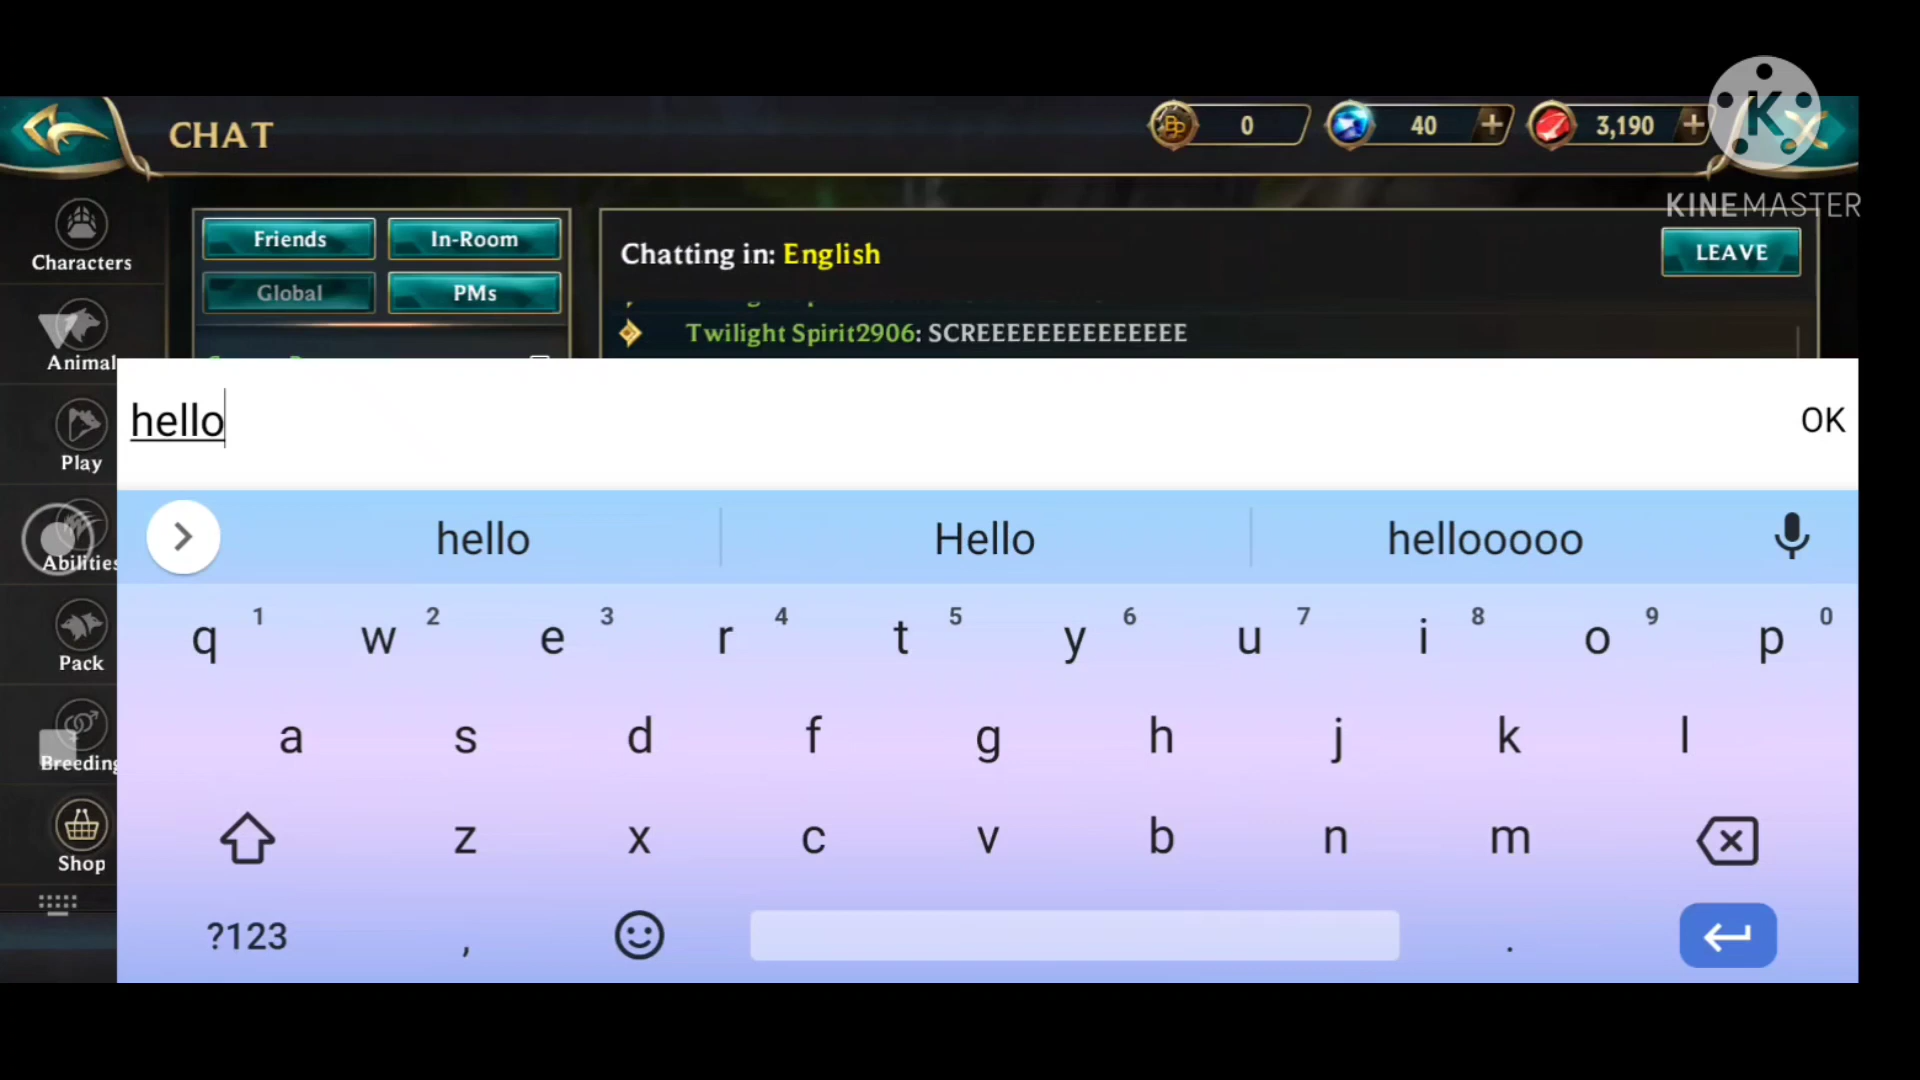 CHAT
0
40
3,190
K
KINEMASTER
Characters
Animal
Play
Abilities
Pack
Breeding
Shop
Friends
In-Room
Global
PMs
Chatting in: English
LEAVE
Twilight Spirit2906: SCREEEEEEEEEEEEEE
hello
OK
hello Hello hellooooo
q 1 w 2 e 3 r 4 t 5 y 6 u 7 i 8 o 9 p 0
a s d f g h j k l
z x c v b n m
?123 , .